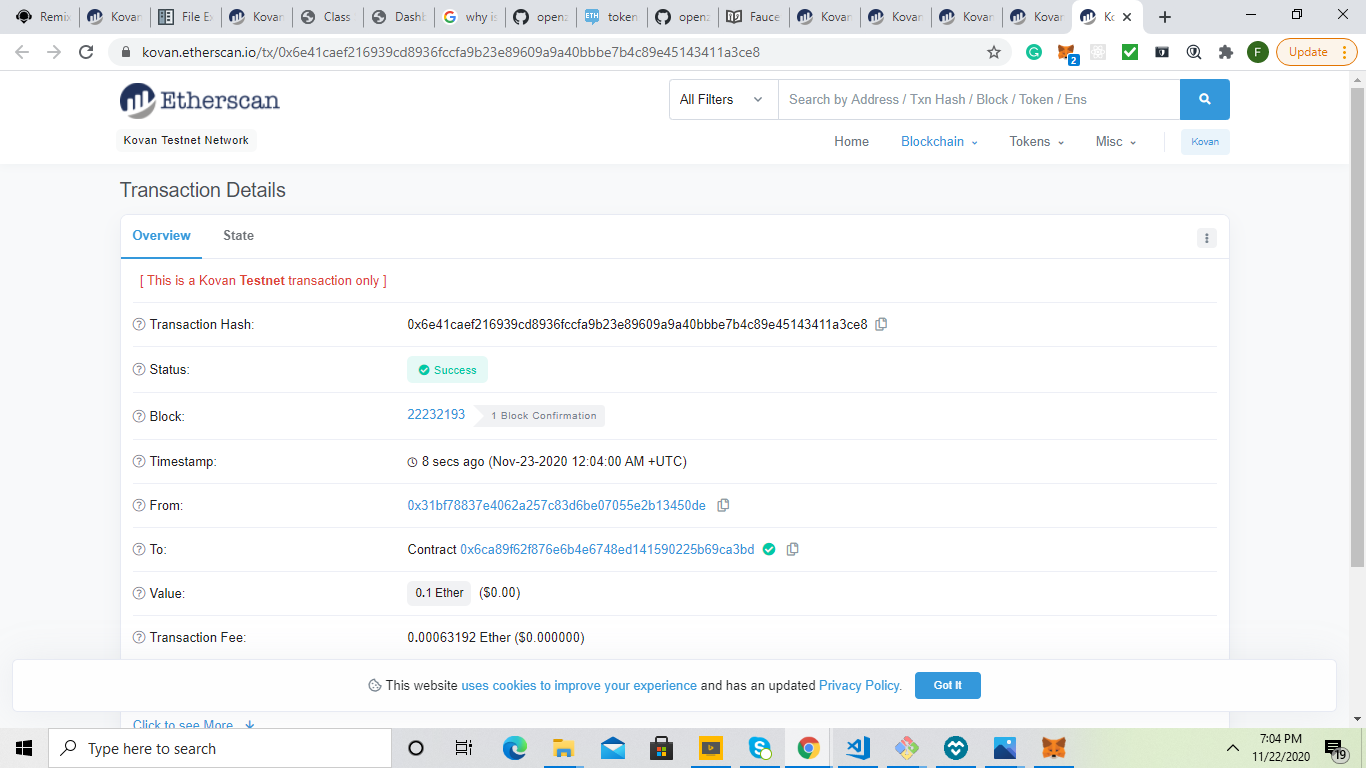 Remix Kovan File Ex Kovan Class Dashb why is openz token openz Fauce Kovan Kovan Kovan Kovan Kc
kovan.etherscan.io/tx/0x6e41caef216939cd8936fccfa9b23e89609a9a40bbbe7b4c89e45143411a3ce8 2 F Update
Etherscan
All Filters Search by Address / Txn Hash / Block / Token / Ens
Kovan Testnet Network
Home Blockchain Tokens Misc Kovan
Transaction Details
Overview State
[ This is a Kovan Testnet transaction only ]
Transaction Hash: 0x6e41caef216939cd8936fccfa9b23e89609a9a40bbbe7b4c89e45143411a3ce8
Status: Success
Block: 22232193 1 Block Confirmation
Timestamp: 8 secs ago (Nov-23-2020 12:04:00 AM +UTC)
From: 0x31bf78837e4062a257c83d6be07055e2b13450de
To: Contract 0x6ca89f62f876e6b4e6748ed141590225b69ca3bd
Value: 0.1 Ether ($0.00)
Transaction Fee: 0.00063192 Ether ($0.000000)
This website uses cookies to improve your experience and has an updated Privacy Policy. Got It
Click to see More
Type here to search
7:04 PM
11/22/2020
19